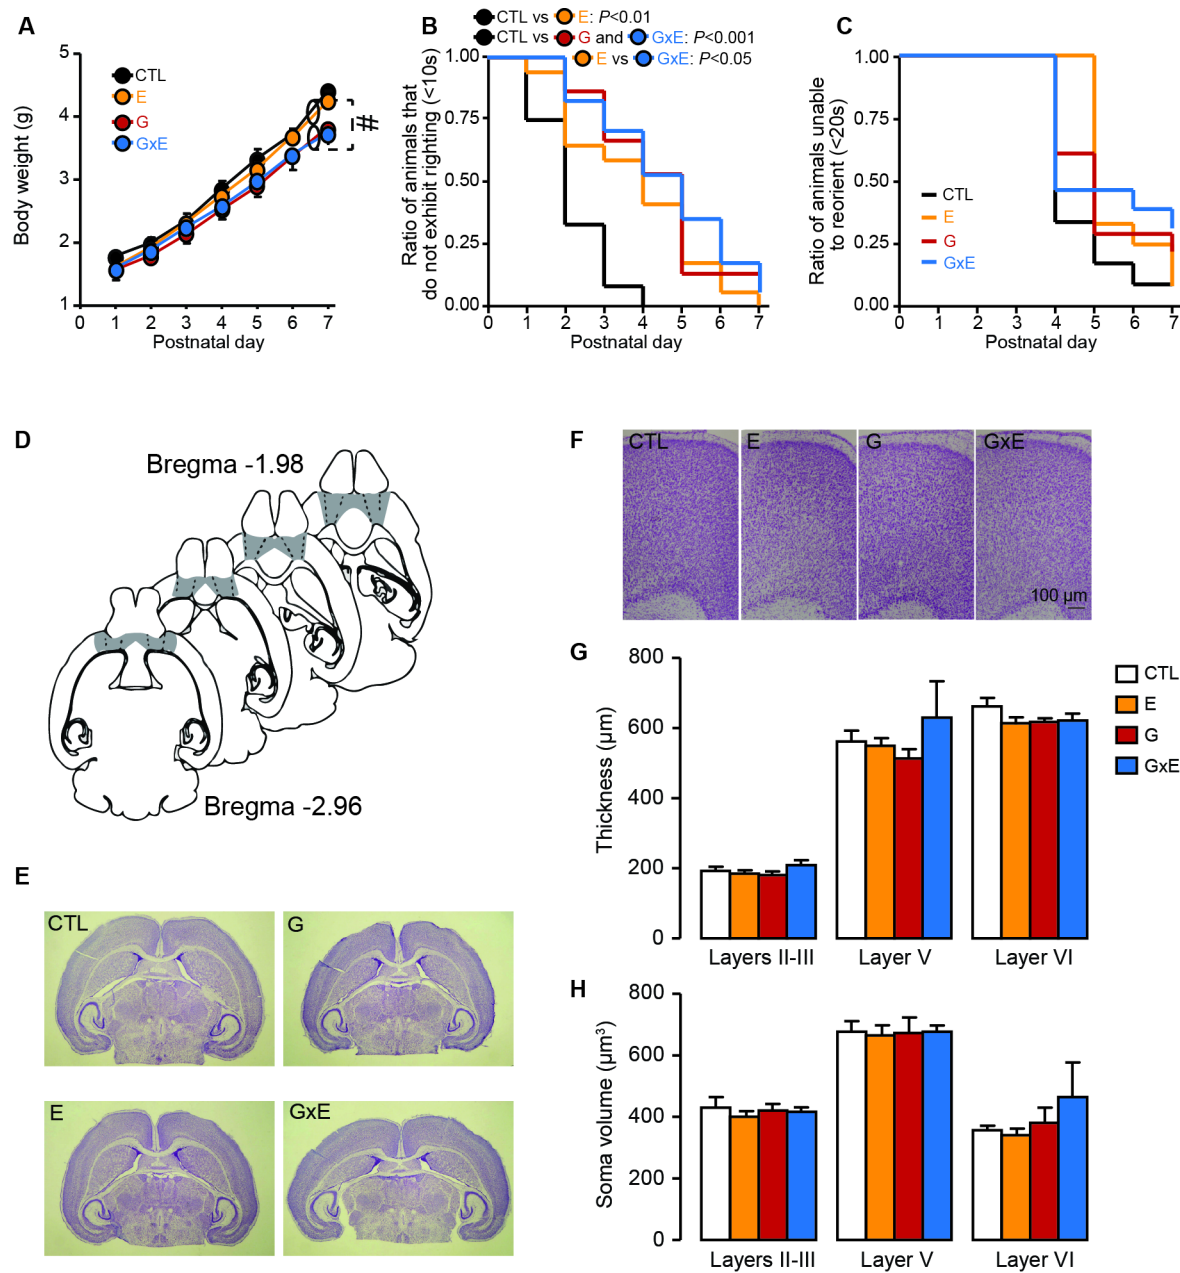 A
Body weight (g)
5
4
3
2
1
CTL
E
G
GxE
#
1 2 3 4 5 6 7
Postnatal day
B
CTL vs E: P<0.01
CTL vs G and GxE: P<0.001
E vs GxE: P<0.05
Ratio of animals that
do not exhibit righting (<10s)
1.00
0.75
0.50
0.25
0.00
0 1 2 3 4 5 6 7
Postnatal day
C
Ratio of animals unable
to reorient (<20s)
1.00
0.75
0.50
0.25
0.00
CTL
E
G
GxE
0 1 2 3 4 5 6 7
Postnatal day
D
Bregma -1.98
Bregma -2.96
E
CTL
G
E
GxE
F
CTL E G GxE
100 µm
G
Thickness (µm)
800
600
400
200
0
CTL
E
G
GxE
Layers II-III Layer V Layer VI
H
Soma volume (µm³)
800
600
400
200
0
Layers II-III Layer V Layer VI